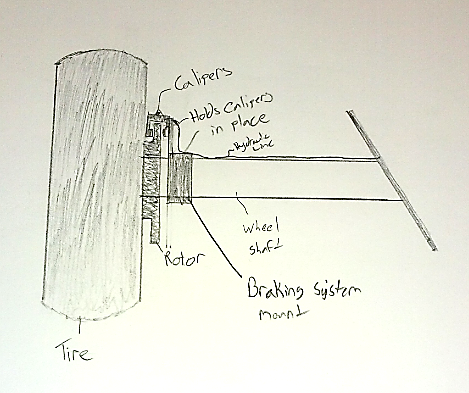 Calipers
Holds Calipers
in place
Hydraulic
Line
wheel
shaft
Rotor
Braking System
mount
Tire